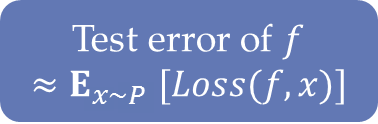 Test error of f
≈ E_{x∼P} [Loss(f, x)]